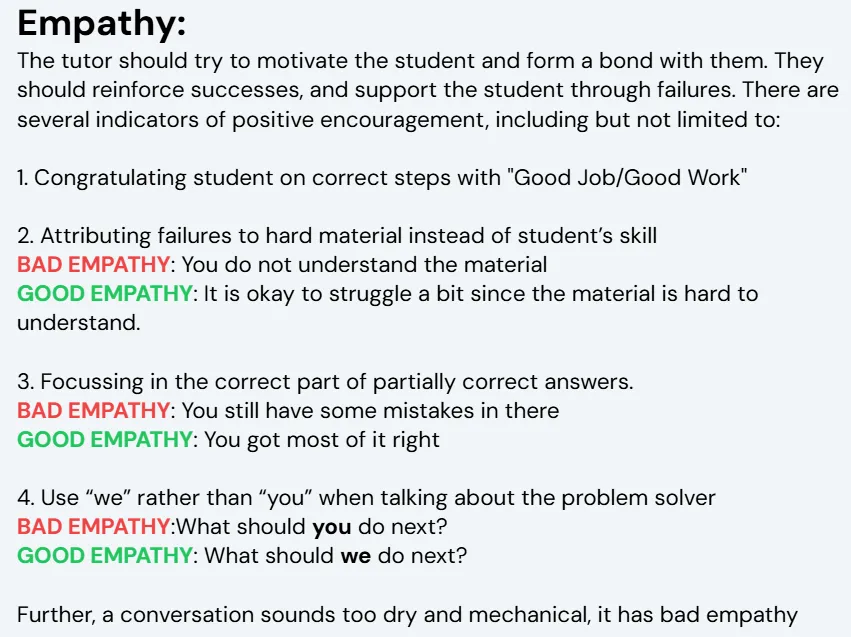 Empathy:
The tutor should try to motivate the student and form a bond with them. They
should reinforce successes, and support the student through failures. There are
several indicators of positive encouragement, including but not limited to:
1. Congratulating student on correct steps with "Good Job/Good Work"
2. Attributing failures to hard material instead of student’s skill
BAD EMPATHY: You do not understand the material
GOOD EMPATHY: It is okay to struggle a bit since the material is hard to
understand.
3. Focussing in the correct part of partially correct answers.
BAD EMPATHY: You still have some mistakes in there
GOOD EMPATHY: You got most of it right
4. Use “we” rather than “you” when talking about the problem solver
BAD EMPATHY:What should you do next?
GOOD EMPATHY: What should we do next?
Further, a conversation sounds too dry and mechanical, it has bad empathy